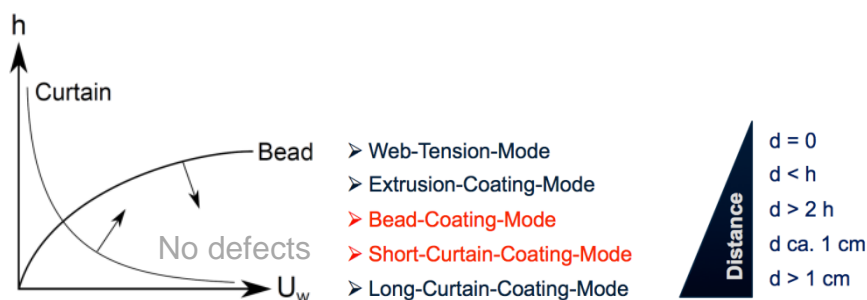 h
Curtain
Bead
No defects
U_w
➢ Web-Tension-Mode
➢ Extrusion-Coating-Mode
➢ Bead-Coating-Mode
➢ Short-Curtain-Coating-Mode
➢ Long-Curtain-Coating-Mode
Distance
d = 0
d < h
d > 2 h
d ca. 1 cm
d > 1 cm